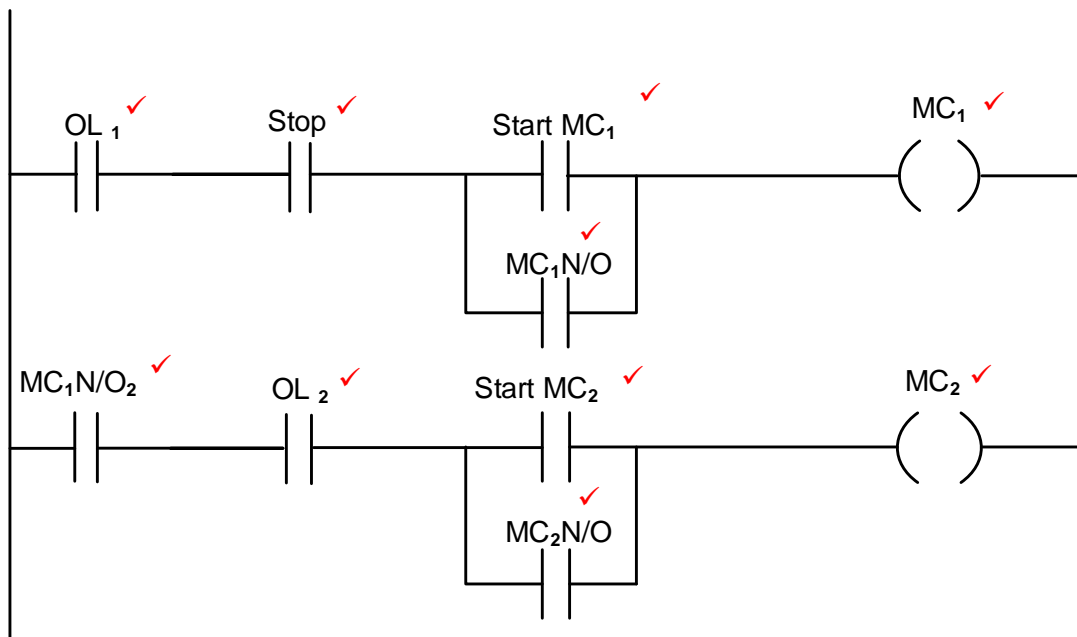 OL ₁
Stop
Start MC₁
MC₁
MC₁N/O
MC₁N/O₂
OL ₂
Start MC₂
MC₂
MC₂N/O